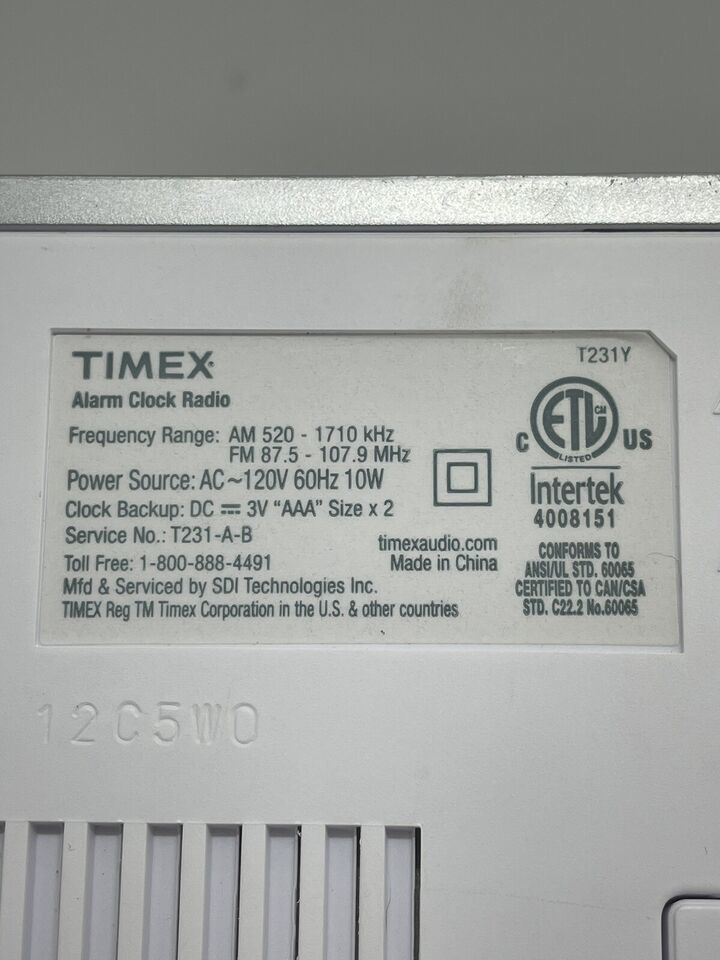 TIMEX
T231Y
Alarm Clock Radio
Frequency Range: AM 520 - 1710 kHz
FM 87.5 - 107.9 MHz
Power Source: AC~120V 60Hz 10W
Clock Backup: DC ⎓ 3V "AAA" Size x 2
Service No.: T231-A-B
Toll Free: 1-800-888-4491
timexaudio.com
Made in China
Mfd & Serviced by SDI Technologies Inc.
TIMEX Reg TM Timex Corporation in the U.S. & other countries
ETL CM
C US
LISTED
Intertek
4008151
CONFORMS TO
ANSI/UL STD. 60065
CERTIFIED TO CAN/CSA
STD. C22.2 No.60065
12C5W0